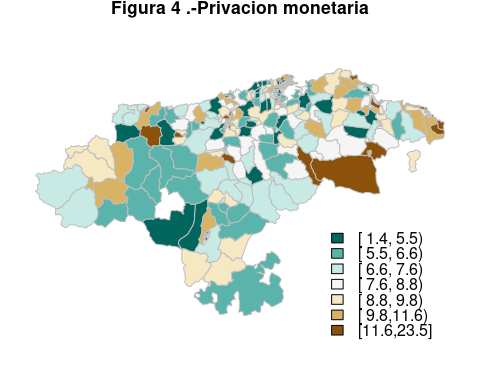 Figura 4 .-Privacion monetaria
[ 1.4, 5.5)
[ 5.5, 6.6)
[ 6.6, 7.6)
[ 7.6, 8.8)
[ 8.8, 9.8)
[ 9.8,11.6)
[11.6,23.5]